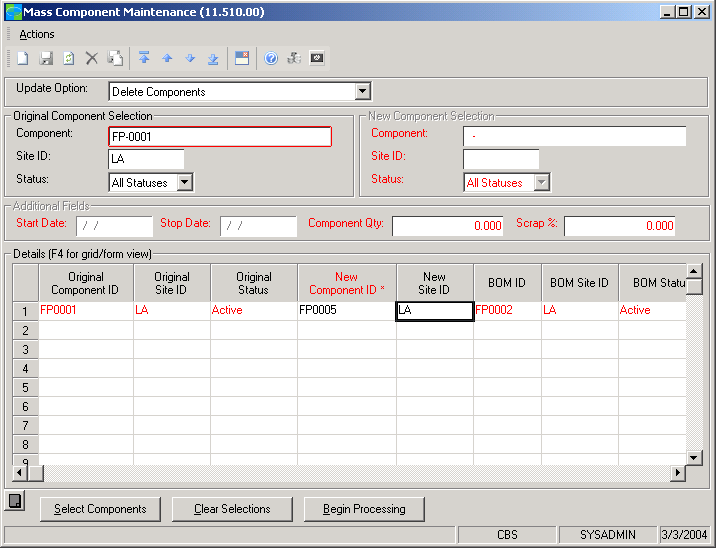 Mass Component Maintenance (11.510.00)
Actions
Update Option: Delete Components
Original Component Selection
Component: FP-0001
Site ID: LA
Status: All Statuses
New Component Selection
Component: -
Site ID:
Status: All Statuses
Additional Fields
Start Date: / / Stop Date: / / Component Qty: 0.000 Scrap %: 0.000
Details (F4 for grid/form view)
Original Component ID Original Site ID Original Status New Component ID * New Site ID BOM ID BOM Site ID BOM Statu
1 FP0001 LA Active FP0005 LA FP0002 LA Active
2
3
4
5
6
7
8
9
Select Components Clear Selections Begin Processing
CBS SYSADMIN 3/3/2004